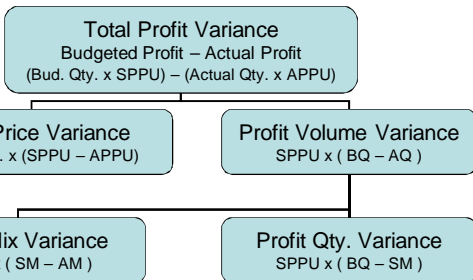 Total Profit Variance
Budgeted Profit – Actual Profit
(Bud. Qty. x SPPU) – (Actual Qty. x APPU)
Price Variance
. x (SPPU – APPU)
Profit Volume Variance
SPPU x ( BQ – AQ )
Mix Variance
( SM – AM )
Profit Qty. Variance
SPPU x ( BQ – SM )